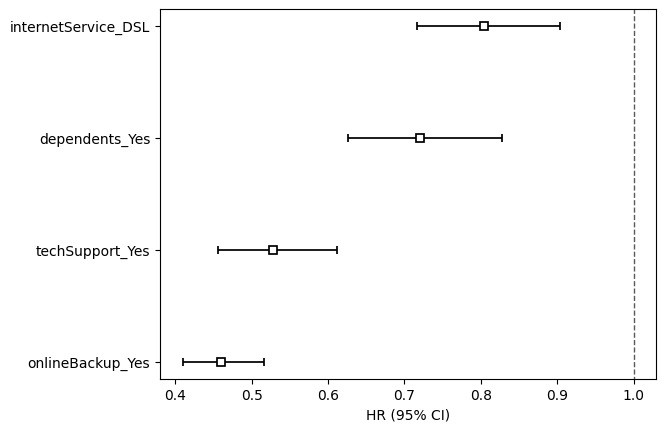 internetService_DSL
dependents_Yes
techSupport_Yes
onlineBackup_Yes
0.4 0.5 0.6 0.7 0.8 0.9 1.0
HR (95% CI)